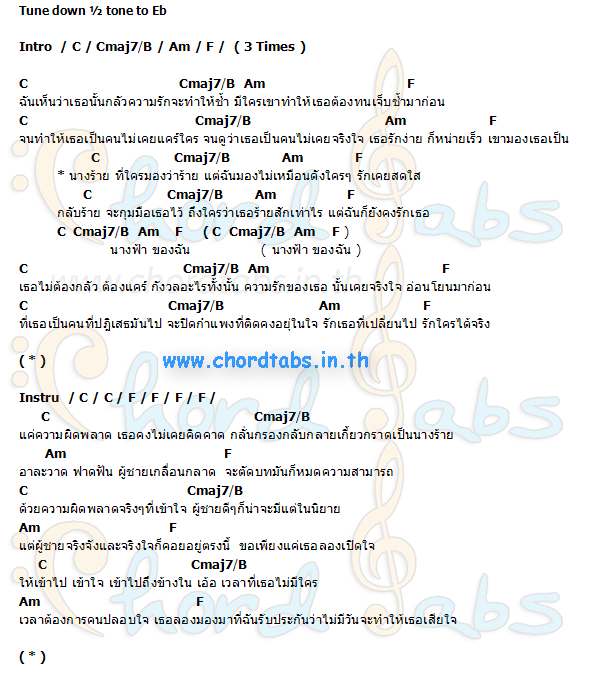 Tune down ½ tone to Eb
Intro / C / Cmaj7/B / Am / F / ( 3 Times )
C Cmaj7/B Am F
ฉันเห็นว่าเธอนั้นกลัวความรักจะทำให้ช้ำ มีใครเขาทำให้เธอต้องทนเจ็บช้ำมาก่อน
C Cmaj7/B Am F
จนทำให้เธอเป็นคนไม่เคยแคร์ใคร จนดูว่าเธอเป็นคนไม่เคยจริงใจ เธอรักง่าย ก็หน่ายเร็ว เขามองเธอเป็น
C Cmaj7/B Am F
* นางร้าย ที่ใครมองว่าร้าย แต่ฉันมองไม่เหมือนดังใครๆ รักเคยสดใส
C Cmaj7/B Am F
กลับร้าย จะกุมมือเธอไว้ ถึงใครว่าเธอร้ายสักเท่าไร แต่ฉันก็ยังคงรักเธอ
C Cmaj7/B Am F ( C Cmaj7/B Am F )
นางฟ้า ของฉัน ( นางฟ้า ของฉัน )
C Cmaj7/B Am F
เธอไม่ต้องกลัว ต้องแคร์ กังวลอะไรทั้งนั้น ความรักของเธอ นั้นเคยจริงใจ อ่อนโยนมาก่อน
C Cmaj7/B Am F
ที่เธอเป็นคนที่ปฏิเสธมันไป จะปิดกำแพงที่ติดคงอยู่ในใจ รักเธอที่เปลี่ยนไป รักใครได้จริง
( * )
www.chordtabs.in.th
Instru / C / C / F / F / F / F /
C Cmaj7/B
แค่ความผิดพลาด เธอคงไม่เคยคิดคาด กลั่นกรองกลับกลายเกี้ยวกราดเป็นนางร้าย
Am F
อาละวาด ฟาดฟัน ผู้ชายเกลื่อนกลาด จะตัดบทมันก็หมดความสามารถ
C Cmaj7/B
ด้วยความผิดพลาดจริงๆที่เข้าใจ ผู้ชายดีๆก็น่าจะมีแต่ในนิยาย
Am F
แต่ผู้ชายจริงจังและจริงใจก็คอยอยู่ตรงนี้ ขอเพียงแค่เธอลองเปิดใจ
C Cmaj7/B
ให้เข้าไป เข้าใจ เข้าไปถึงข้างใน เอ้อ เวลาที่เธอไม่มีใคร
Am F
เวลาต้องการคนปลอบใจ เธอลองมองมาที่ฉันรับประกันว่าไม่มีวันจะทำให้เธอเสียใจ
( * )